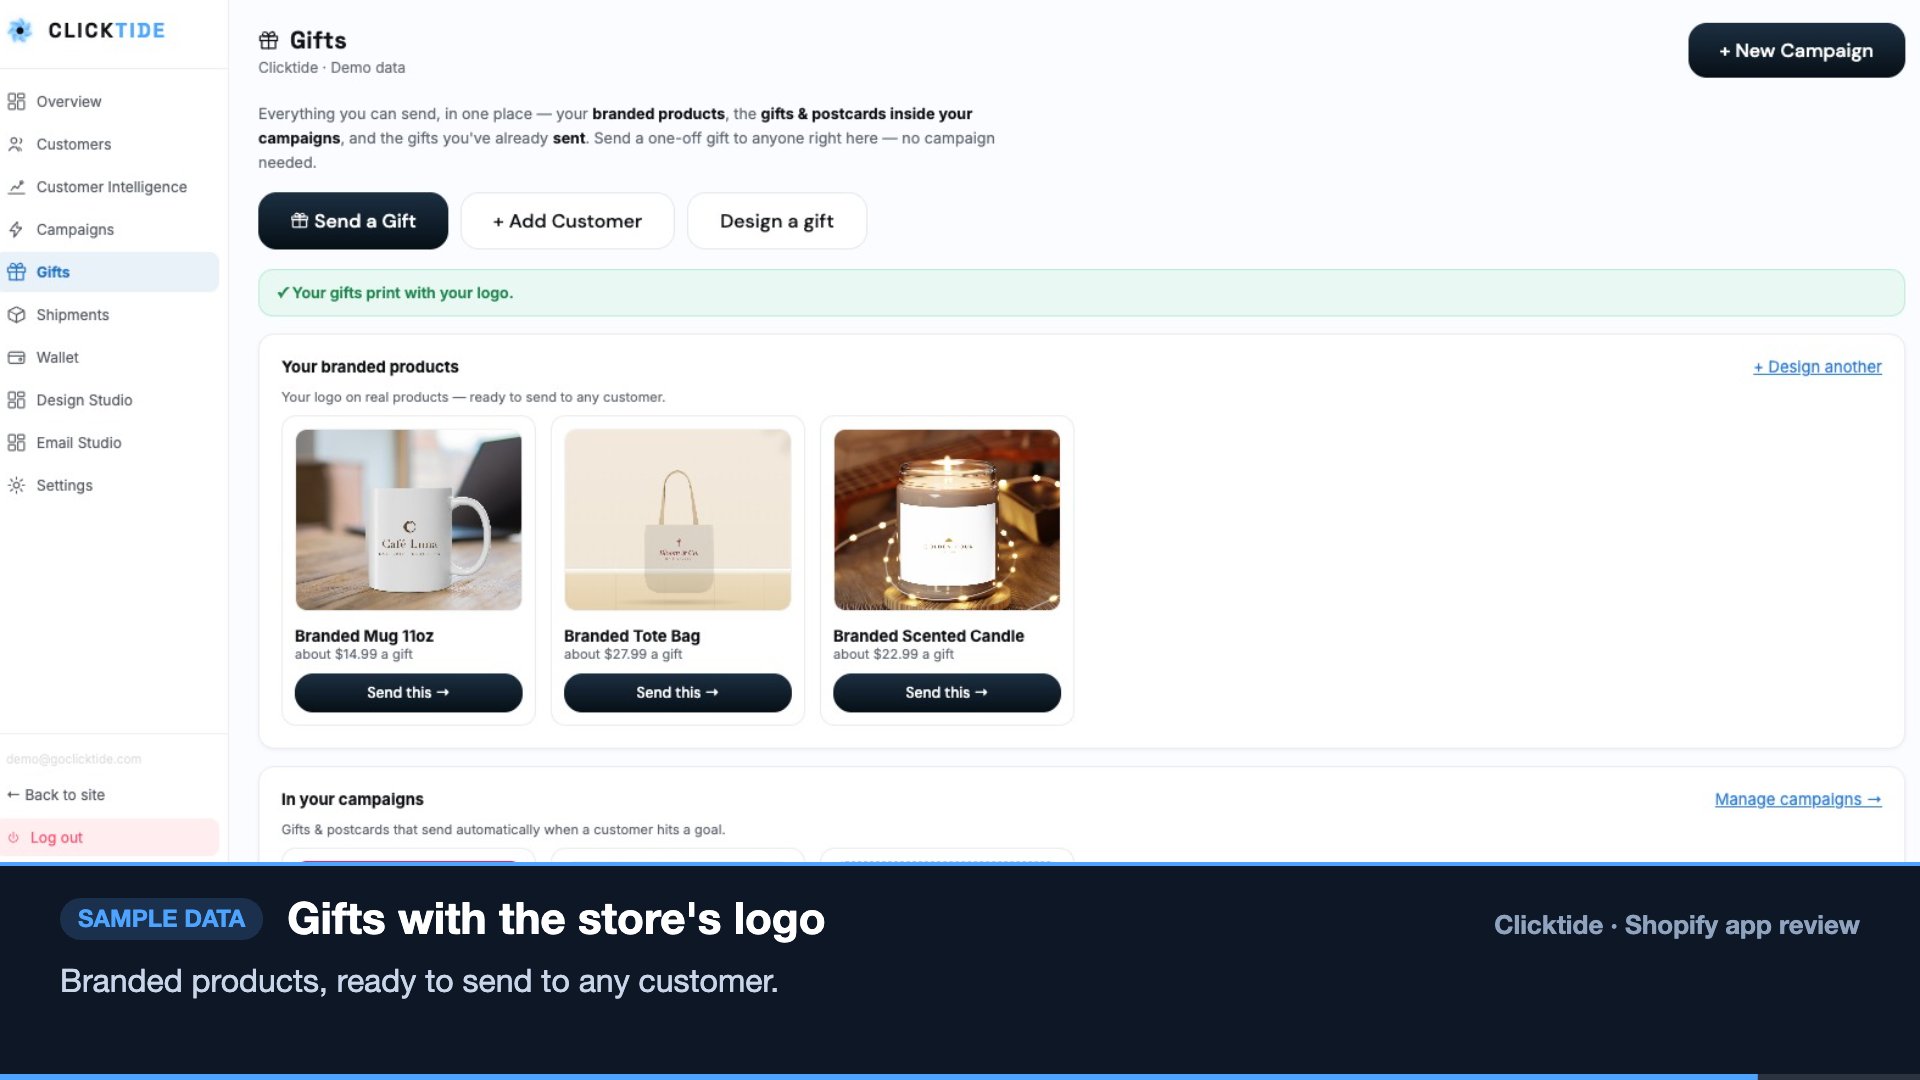 CLICKTIDE
Overview
Customers
Customer Intelligence
Campaigns
Gifts
Shipments
Wallet
Design Studio
Email Studio
Settings
demo@goclicktide.com
← Back to site
Log out
Gifts
Clicktide · Demo data
+ New Campaign
Everything you can send, in one place — your branded products, the gifts & postcards inside your
campaigns, and the gifts you've already sent. Send a one-off gift to anyone right here — no campaign
needed.
Send a Gift
+ Add Customer
Design a gift
✓ Your gifts print with your logo.
Your branded products
+ Design another
Your logo on real products — ready to send to any customer.
Café Luna
Bloom & Co.
Branded Mug 11oz
about $14.99 a gift
Send this →
Branded Tote Bag
about $27.99 a gift
Send this →
Branded Scented Candle
about $22.99 a gift
Send this →
In your campaigns
Manage campaigns →
Gifts & postcards that send automatically when a customer hits a goal.
SAMPLE DATA
Gifts with the store's logo
Clicktide · Shopify app review
Branded products, ready to send to any customer.